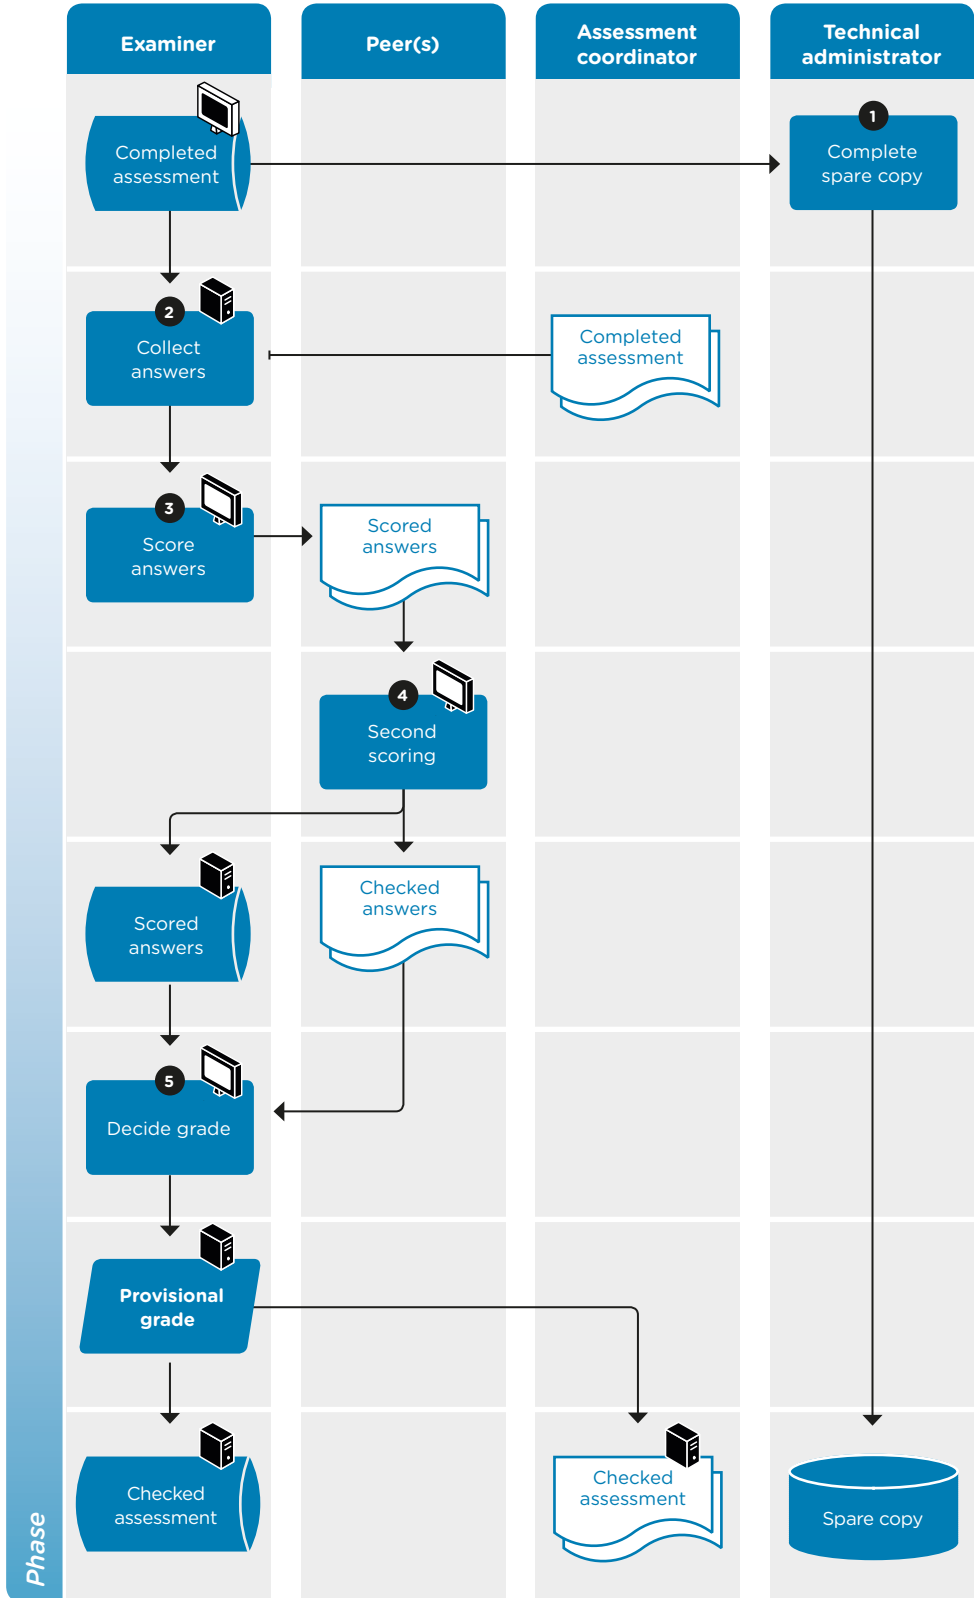 Examiner
Peer(s)
Assessment
coordinator
Technical
administrator
Completed
assessment
1
Complete
spare copy
2
Collect
answers
Completed
assessment
3
Score
answers
Scored
answers
4
Second
scoring
Scored
answers
Checked
answers
5
Decide grade
Provisional
grade
Checked
assessment
Checked
assessment
Spare copy
Phase